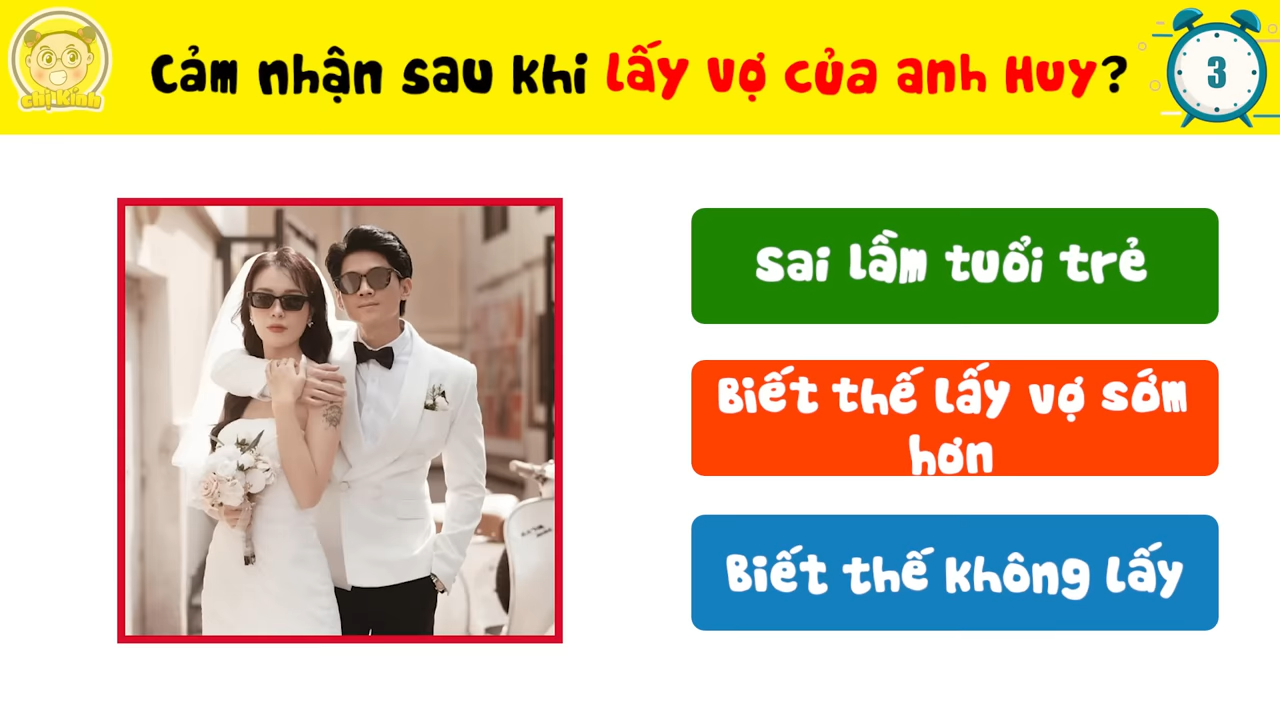 Cảm nhận sau khi lấy vợ của anh Huy?
3
chị Kính
Sai lầm tuổi trẻ
Biết thế lấy vợ sớm
hơn
Biết thế không lấy